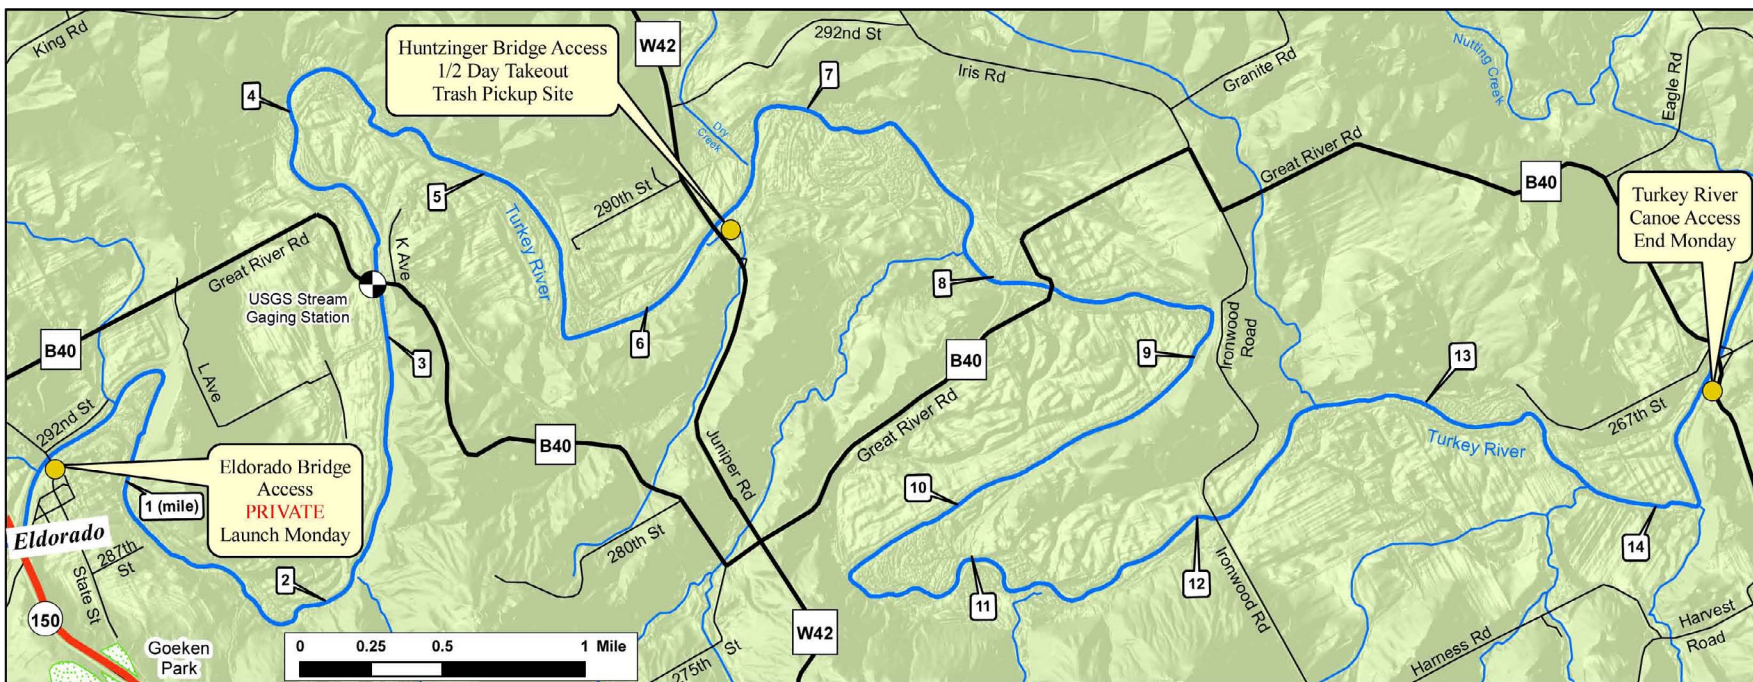 King Rd
4
Huntzinger Bridge Access
1/2 Day Takeout
Trash Pickup Site
W42
292nd St
7
Iris Rd
Granite Rd
Nutting Creek
Eagle Rd
Dry
Creek
Great River Rd
B40
5
290th St
Turkey River
Turkey River
Canoe Access
End Monday
Great River Rd
K Ave
USGS Stream
Gaging Station
8
6
3
B40
L Ave
Ironwood
Road
9
B40
13
292nd St
Great River Rd
267th St
Juniper Rd
B40
Turkey River
Eldorado Bridge
Access
PRIVATE
Launch Monday
1 (mile)
10
Eldorado
287th
St
State St
280th St
14
2
11
12
Ironwood Rd
150
Goeken
Park
0 0.25 0.5 1 Mile
275th St
W42
Harness Rd
Harvest
Road